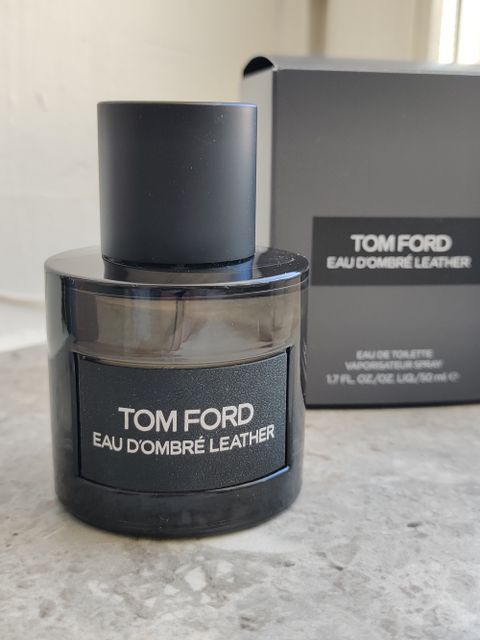 TOM FORD
EAU D'OMBRÉ LEATHER
EAU DE TOILETTE
VAPORISATEUR SPRAY
1.7 FL. OZ/OZ. LIQ/50 ml ℮
TOM FORD
EAU D'OMBRÉ LEATHER